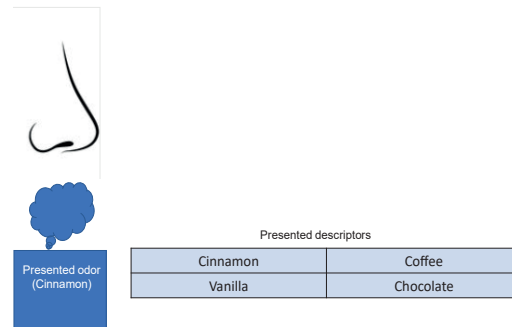 Presented descriptors
Cinnamon Coffee
Vanilla Chocolate
Presented odor
(Cinnamon)